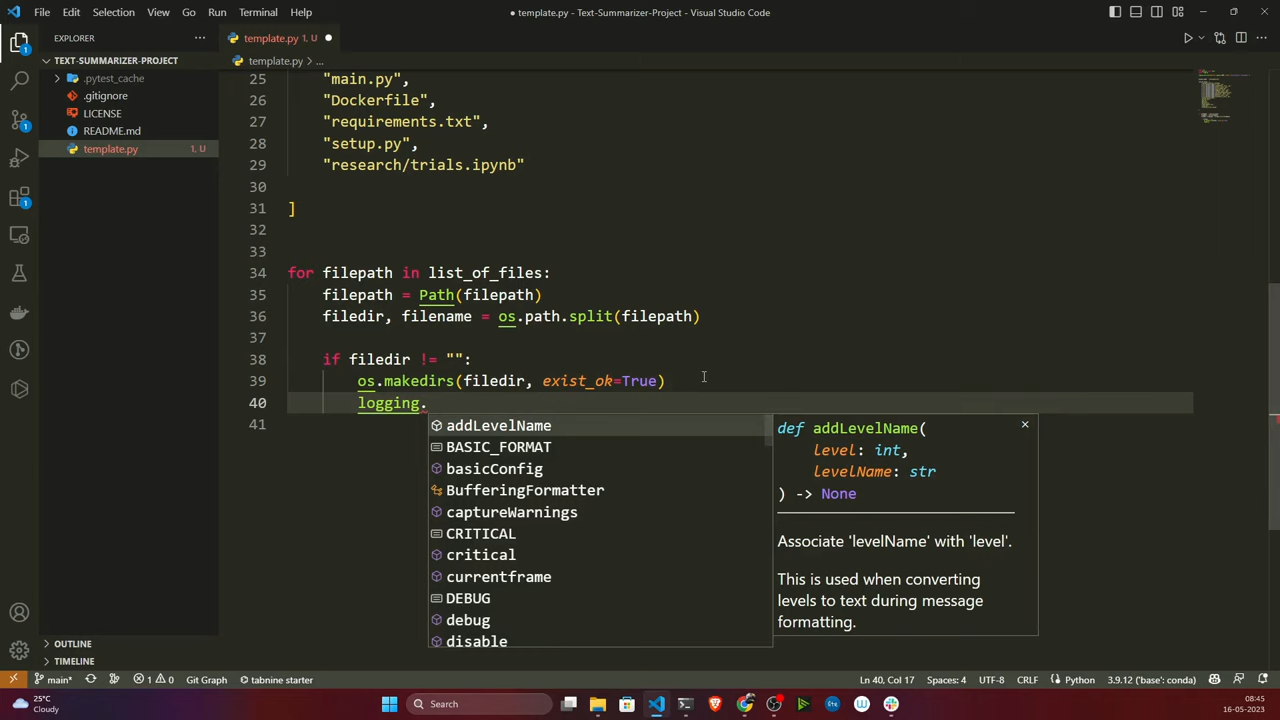 File Edit Selection View Go Run Terminal Help
● template.py - Text-Summarizer-Project - Visual Studio Code
EXPLORER
TEXT-SUMMARIZER-PROJECT
.pytest_cache
.gitignore
LICENSE
README.md
template.py 1, U
OUTLINE
TIMELINE
template.py 1, U
template.py > ...
25 "main.py",
26 "Dockerfile",
27 "requirements.txt",
28 "setup.py",
29 "research/trials.ipynb"
30
31 ]
32
33
34 for filepath in list_of_files:
35 filepath = Path(filepath)
36 filedir, filename = os.path.split(filepath)
37
38 if filedir != "":
39 os.makedirs(filedir, exist_ok=True)
40 logging.
41
addLevelName
BASIC_FORMAT
basicConfig
BufferingFormatter
captureWarnings
CRITICAL
critical
currentframe
DEBUG
debug
disable
def addLevelName(
level: int,
levelName: str
) -> None
Associate 'levelName' with 'level'.
This is used when converting
levels to text during message
formatting.
main* 1 0 Git Graph tabnine starter
Ln 40, Col 17 Spaces: 4 UTF-8 CRLF Python 3.9.12 ('base': conda)
25°C
Cloudy
Search
08:45
16-05-2023